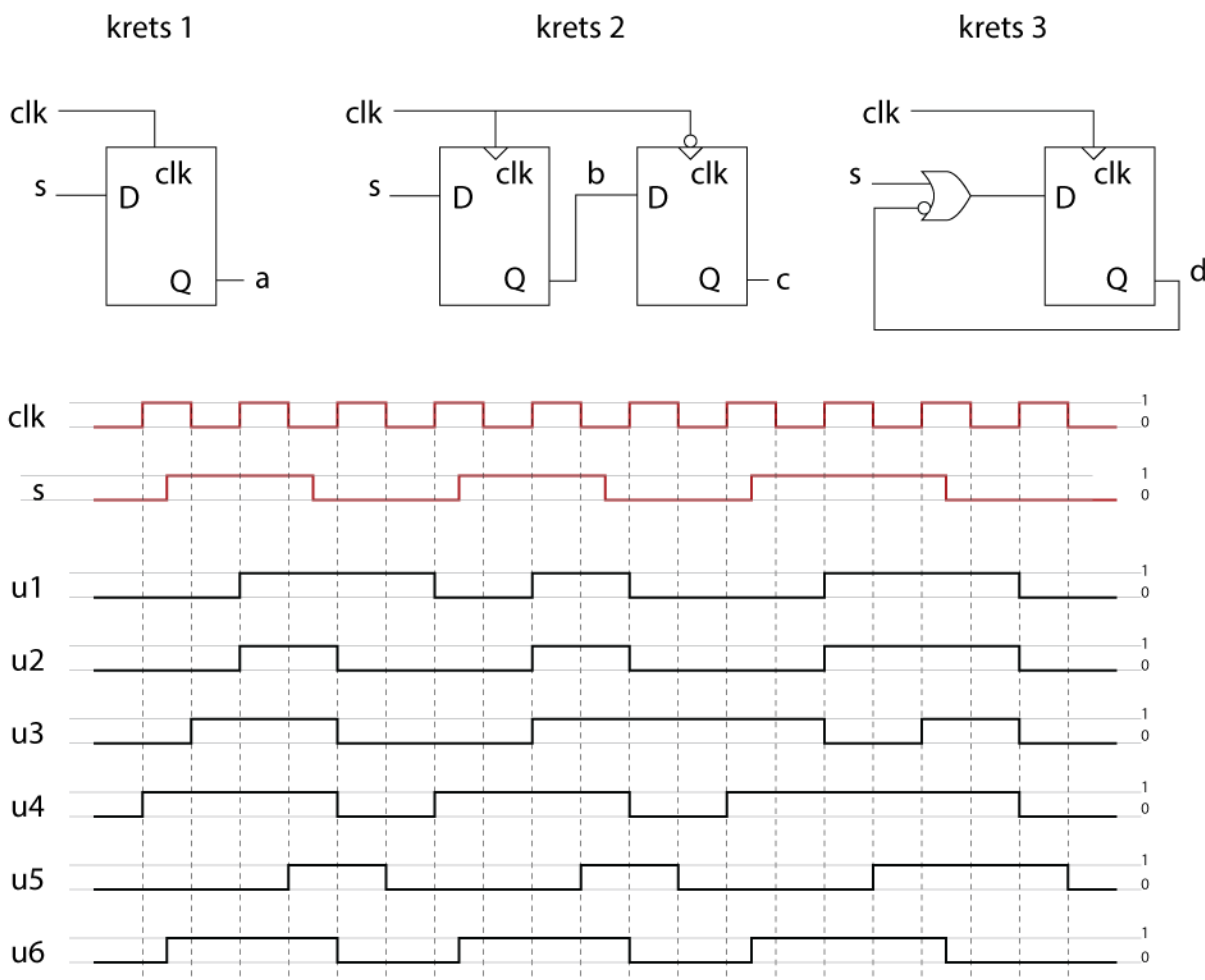 krets 1 krets 2 krets 3
clk clk clk
clk clk clk clk
s D s D b D s D
Q a Q Q c Q d
clk 1
0
s 1
0
u1 1
0
u2 1
0
u3 1
0
u4 1
0
u5 1
0
u6 1
0